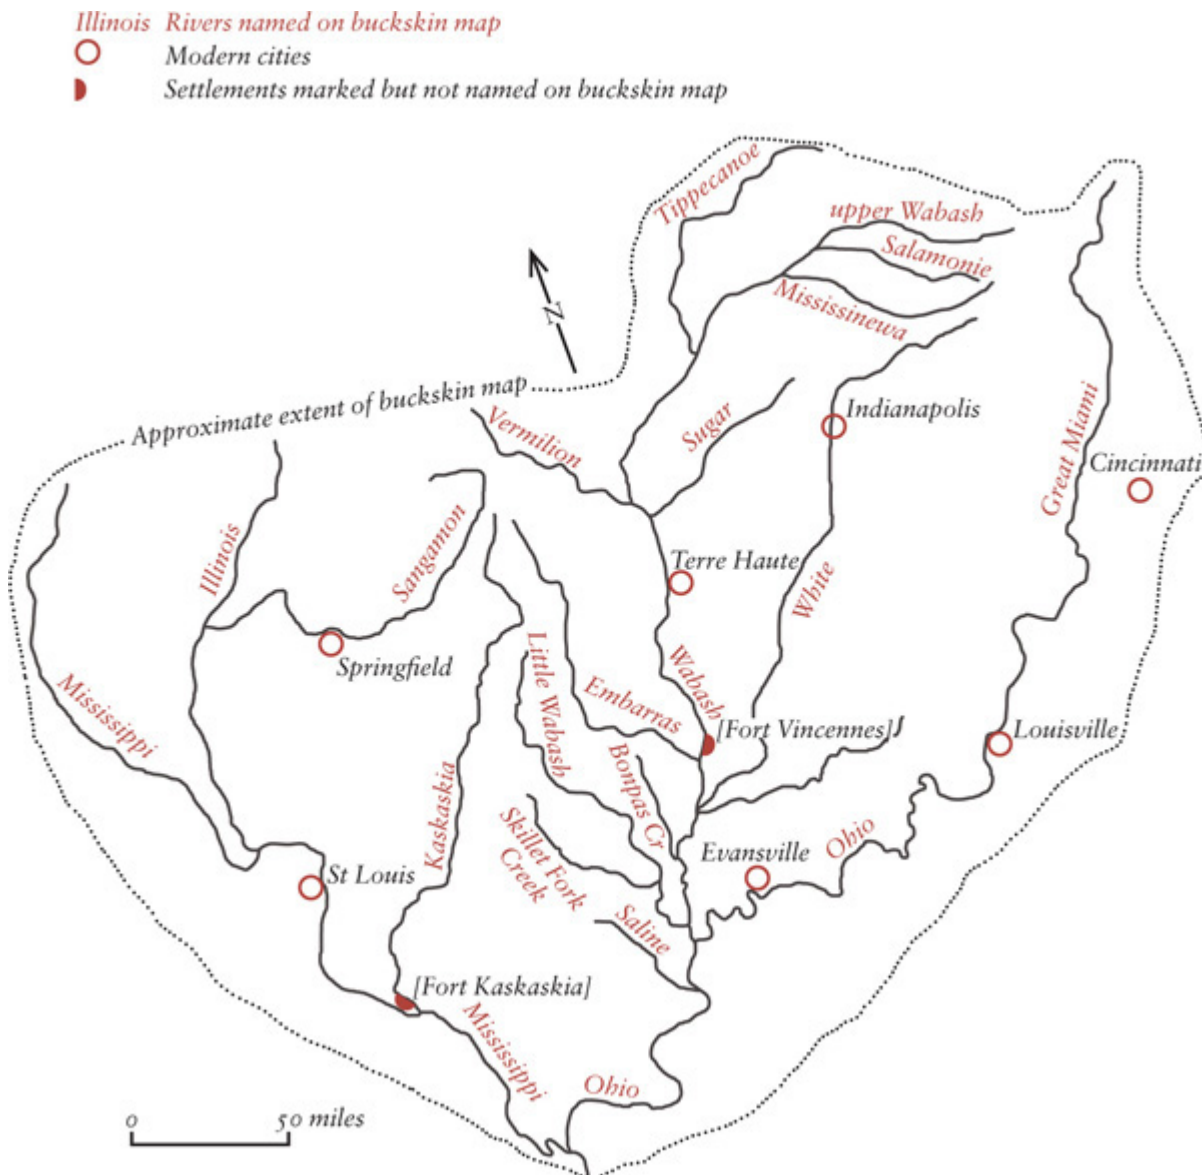 Illinois Rivers named on buckskin map
Modern cities
Settlements marked but not named on buckskin map
Tippecanoe
upper Wabash
Salamonie
Mississinewa
N
Approximate extent of buckskin map
Vermilion
Sugar
Indianapolis
Great Miami
Cincinnati
Illinois
Sangamon
Terre Haute
White
Springfield
Mississippi
Little Wabash
Embarras
Wabash
[Fort Vincennes]
Louisville
Kaskaskia
Bonpas Cr
Skillet Fork
Creek
Evansville
Ohio
St Louis
Saline
[Fort Kaskaskia]
Mississippi
Ohio
0 50 miles